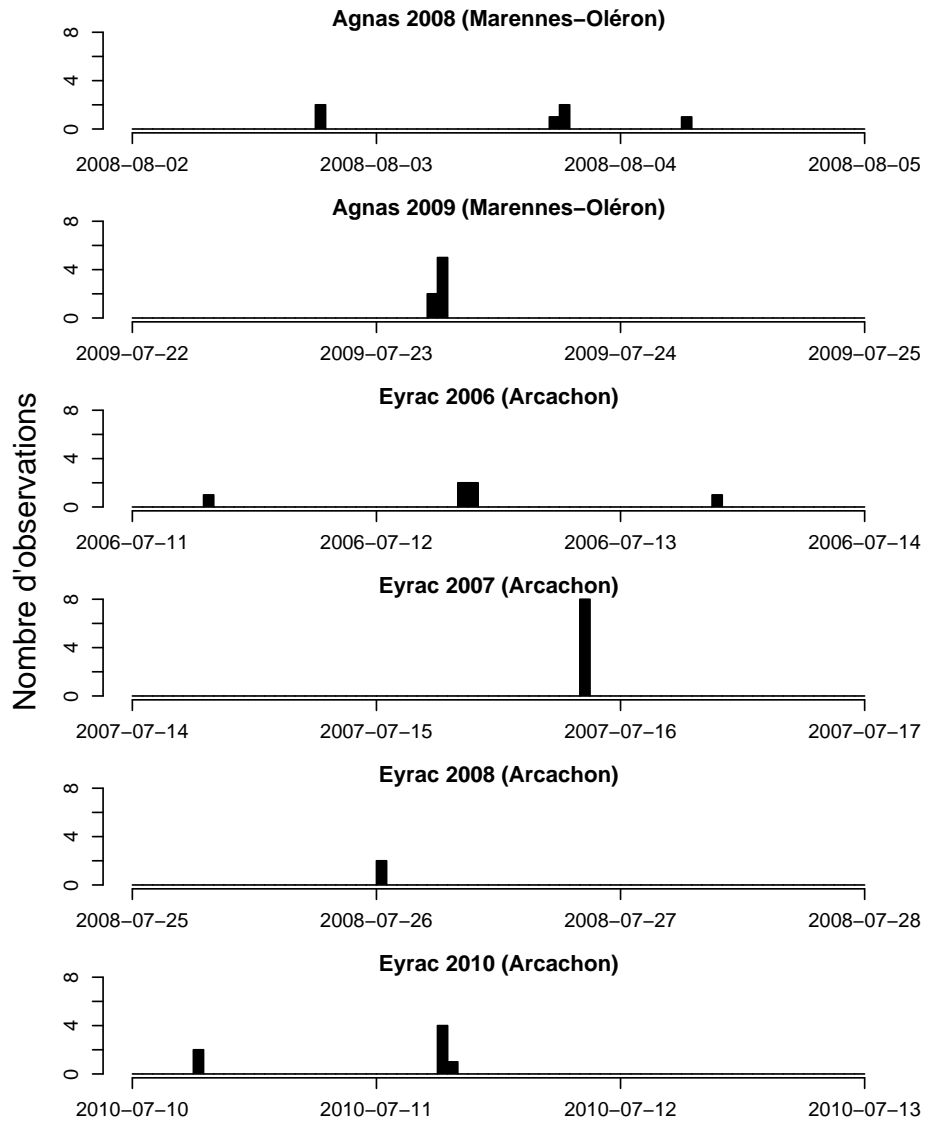 Agnas 2008 (Marennes−Oléron)
8
4
0
2008−08−02 2008−08−03 2008−08−04 2008−08−05
Agnas 2009 (Marennes−Oléron)
8
4
0
2009−07−22 2009−07−23 2009−07−24 2009−07−25
Eyrac 2006 (Arcachon)
8
4
0
2006−07−11 2006−07−12 2006−07−13 2006−07−14
Nombre d'observations
Eyrac 2007 (Arcachon)
8
4
0
2007−07−14 2007−07−15 2007−07−16 2007−07−17
Eyrac 2008 (Arcachon)
8
4
0
2008−07−25 2008−07−26 2008−07−27 2008−07−28
Eyrac 2010 (Arcachon)
8
4
0
2010−07−10 2010−07−11 2010−07−12 2010−07−13